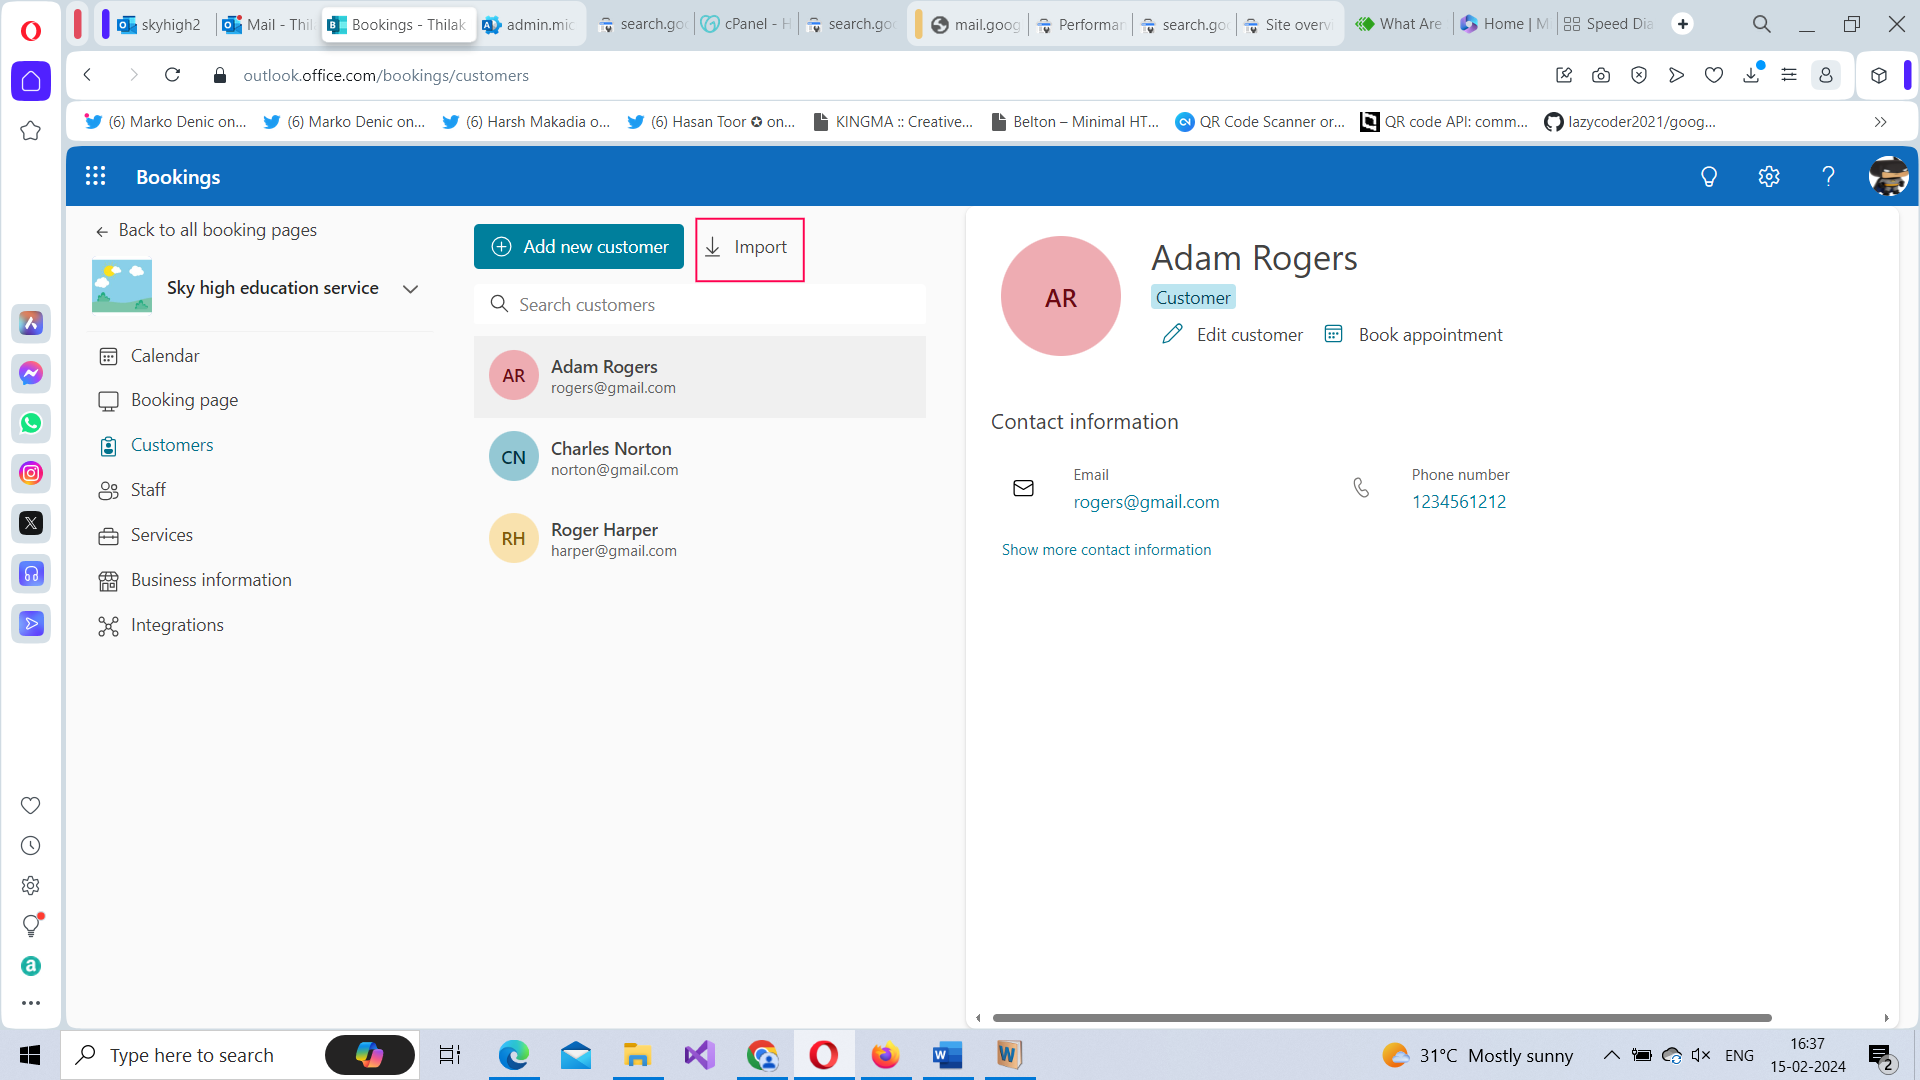 skyhigh2
Mail - Thil
Bookings - Thilak
admin.mic
search.goo
cPanel - H
search.goo
mail.goog
Performan
search.goo
Site overvi
What Are
Home | M
Speed Dia
outlook.office.com/bookings/customers
(6) Marko Denic on...
(6) Marko Denic on...
(6) Harsh Makadia o...
(6) Hasan Toor ✪ on...
KINGMA :: Creative...
Belton – Minimal HT...
QR Code Scanner or...
QR code API: comm...
lazycoder2021/goog...
Bookings
Back to all booking pages
Sky high education service
Calendar
Booking page
Customers
Staff
Services
Business information
Integrations
Add new customer
Import
Search customers
AR
Adam Rogers
rogers@gmail.com
CN
Charles Norton
norton@gmail.com
RH
Roger Harper
harper@gmail.com
AR
Adam Rogers
Customer
Edit customer
Book appointment
Contact information
Email
rogers@gmail.com
Phone number
1234561212
Show more contact information
Type here to search
31°C Mostly sunny
ENG
16:37
15-02-2024
2